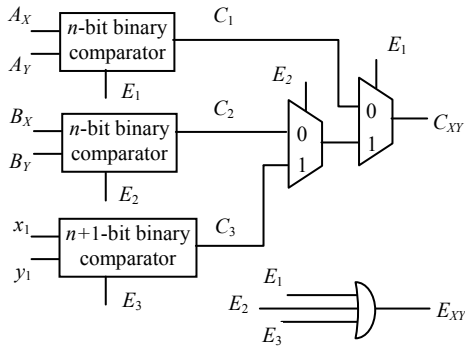 A_X
A_Y
n-bit binary
comparator
C_1
E_1
E_1
B_X
B_Y
n-bit binary
comparator
C_2
E_2
E_2
0
1
0
1
C_XY
x_1
y_1
n+1-bit binary
comparator
C_3
E_3
E_1
E_2
E_3
E_XY